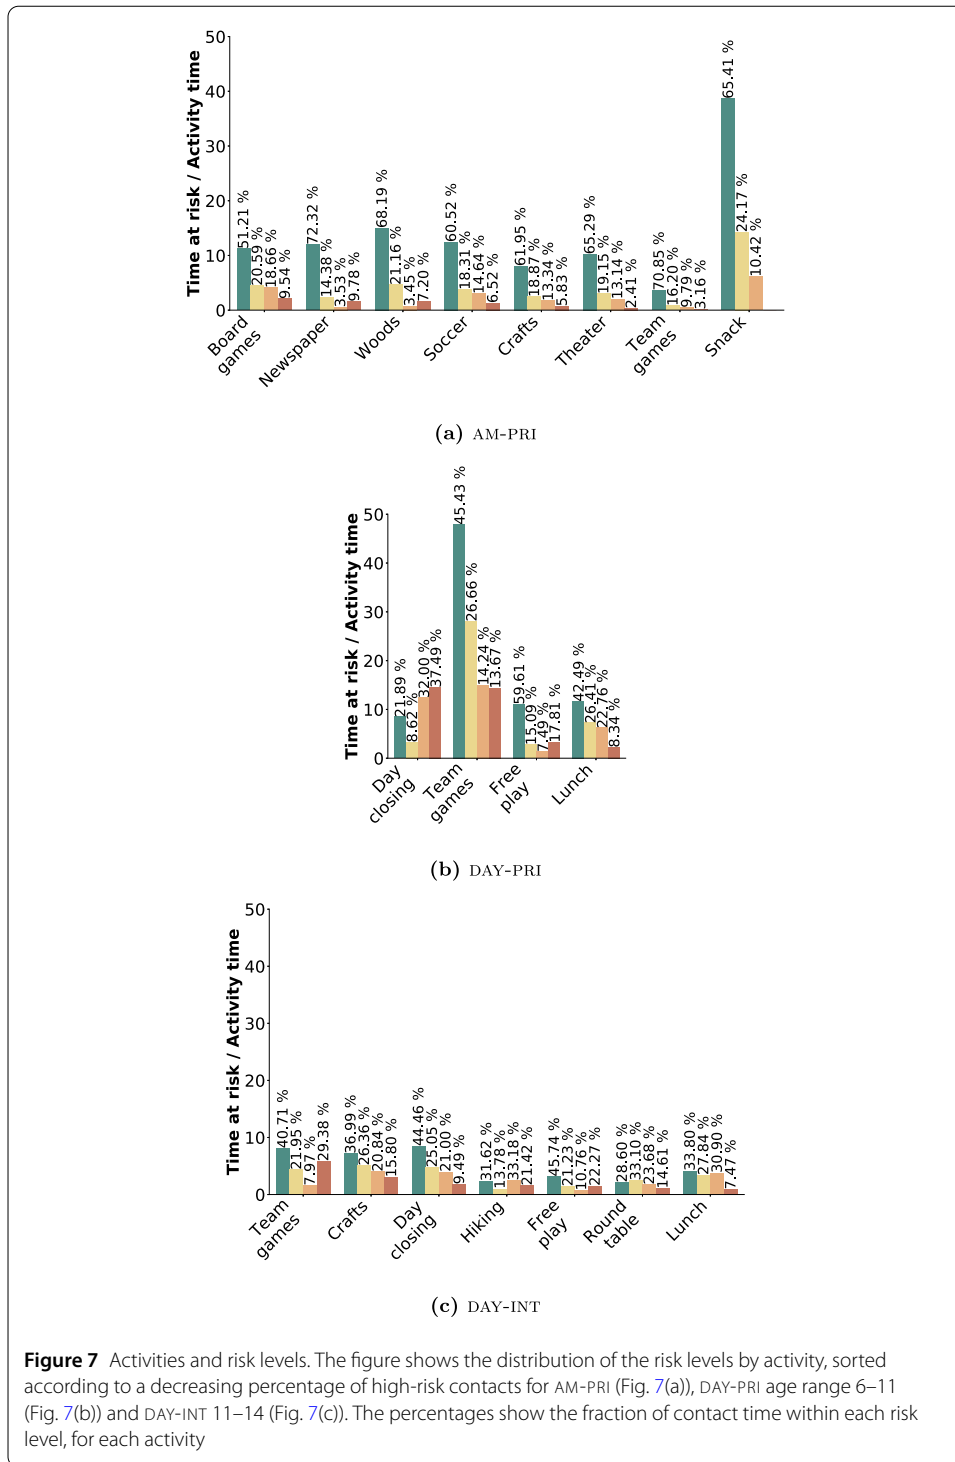 50
40
30
20
10
0
Time at risk / Activity time
51.21 %
20.59 %
18.66 %
9.54 %
72.32 %
14.38 %
3.53 %
9.78 %
68.19 %
21.16 %
3.45 %
7.20 %
60.52 %
18.31 %
14.64 %
6.52 %
61.95 %
18.87 %
13.34 %
5.83 %
65.29 %
19.15 %
13.14 %
2.41 %
70.85 %
16.20 %
9.79 %
3.16 %
65.41 %
24.17 %
10.42 %
Board
games
Newspaper
Woods
Soccer
Crafts
Theater
Team
games
Snack
(a) AM-PRI
50
40
30
20
10
0
Time at risk / Activity time
21.89 %
8.62 %
32.00 %
37.49 %
45.43 %
26.66 %
14.24 %
13.67 %
59.61 %
15.09 %
7.49 %
17.81 %
42.49 %
26.41 %
22.76 %
8.34 %
Day
closing
Team
games
Free
play
Lunch
(b) DAY-PRI
50
40
30
20
10
0
Time at risk / Activity time
40.71 %
21.95 %
7.97 %
29.38 %
36.99 %
26.36 %
20.84 %
15.80 %
44.46 %
25.05 %
21.00 %
9.49 %
31.62 %
13.78 %
33.18 %
21.42 %
45.74 %
21.23 %
10.76 %
22.27 %
28.60 %
33.10 %
23.68 %
14.61 %
33.80 %
27.84 %
30.90 %
7.47 %
Team
games
Crafts
Day
closing
Hiking
Free
play
Round
table
Lunch
(c) DAY-INT
Figure 7 Activities and risk levels. The figure shows the distribution of the risk levels by activity, sorted
according to a decreasing percentage of high-risk contacts for AM-PRI (Fig. 7(a)), DAY-PRI age range 6–11
(Fig. 7(b)) and DAY-INT 11–14 (Fig. 7(c)). The percentages show the fraction of contact time within each risk
level, for each activity